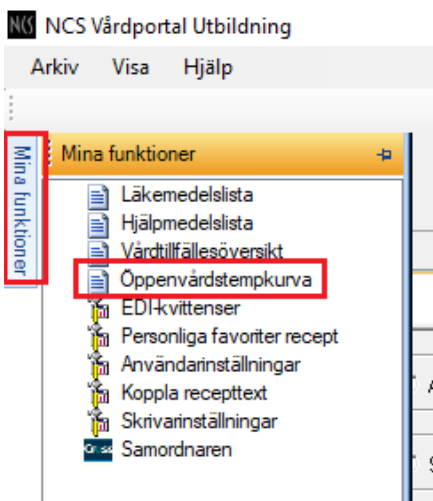 NCS NCS Vårdportal Utbildning
Arkiv Visa Hjälp
Mina funktioner
Mina funktioner
Läkemedelslista
Hjälpmedelslista
Vårdtillfällesöversikt
Öppenvårdstempkurva
EDI-kvittenser
Personliga favoriter recept
Användarinställningar
Koppla recepttext
Skrivarinställningar
Samordnaren